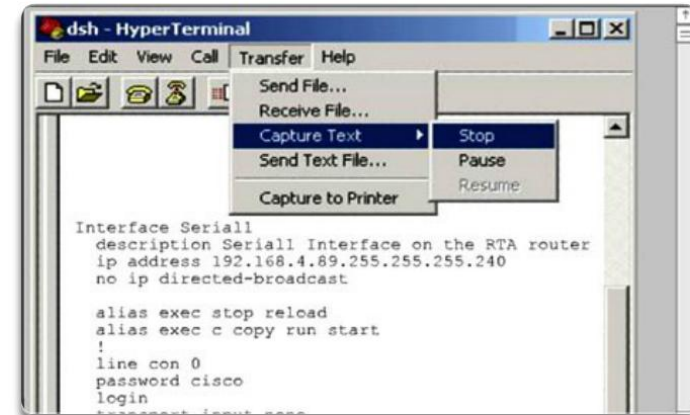 dsh - HyperTerminal
File Edit View Call Transfer Help
Send File...
Receive File...
Capture Text
Stop
Send Text File...
Pause
Resume
Capture to Printer
Interface Serial1
description Serial1 Interface on the RTA router
ip address 192.168.4.89.255.255.255.240
no ip directed-broadcast
alias exec stop reload
alias exec c copy run start
!
line con 0
password cisco
login
transport input none